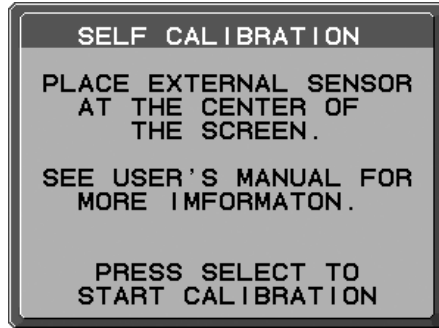 SELF CALIBRATION
PLACE EXTERNAL SENSOR
AT THE CENTER OF
THE SCREEN.
SEE USER'S MANUAL FOR
MORE IMFORMATON.
PRESS SELECT TO
START CALIBRATION